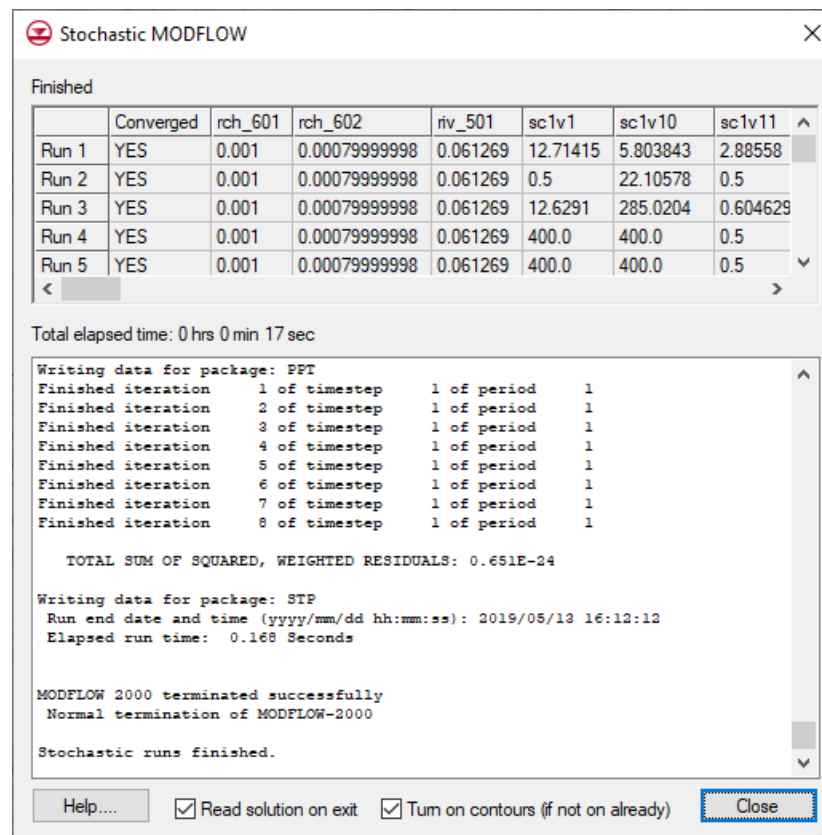 Stochastic MODFLOW
Finished
Converged rch_601 rch_602 riv_501 sc1v1 sc1v10 sc1v11
Run 1 YES 0.001 0.00079999998 0.061269 12.71415 5.803843 2.88558
Run 2 YES 0.001 0.00079999998 0.061269 0.5 22.10578 0.5
Run 3 YES 0.001 0.00079999998 0.061269 12.6291 285.0204 0.604629
Run 4 YES 0.001 0.00079999998 0.061269 400.0 400.0 0.5
Run 5 YES 0.001 0.00079999998 0.061269 400.0 400.0 0.5
Total elapsed time: 0 hrs 0 min 17 sec
Writing data for package: PPT
Finished iteration 1 of timestep 1 of period 1
Finished iteration 2 of timestep 1 of period 1
Finished iteration 3 of timestep 1 of period 1
Finished iteration 4 of timestep 1 of period 1
Finished iteration 5 of timestep 1 of period 1
Finished iteration 6 of timestep 1 of period 1
Finished iteration 7 of timestep 1 of period 1
Finished iteration 8 of timestep 1 of period 1
TOTAL SUM OF SQUARED, WEIGHTED RESIDUALS: 0.651E-24
Writing data for package: STP
Run end date and time (yyyy/mm/dd hh:mm:ss): 2019/05/13 16:12:12
Elapsed run time: 0.168 Seconds
MODFLOW 2000 terminated successfully
Normal termination of MODFLOW-2000
Stochastic runs finished.
Help.... Read solution on exit Turn on contours (if not on already) Close